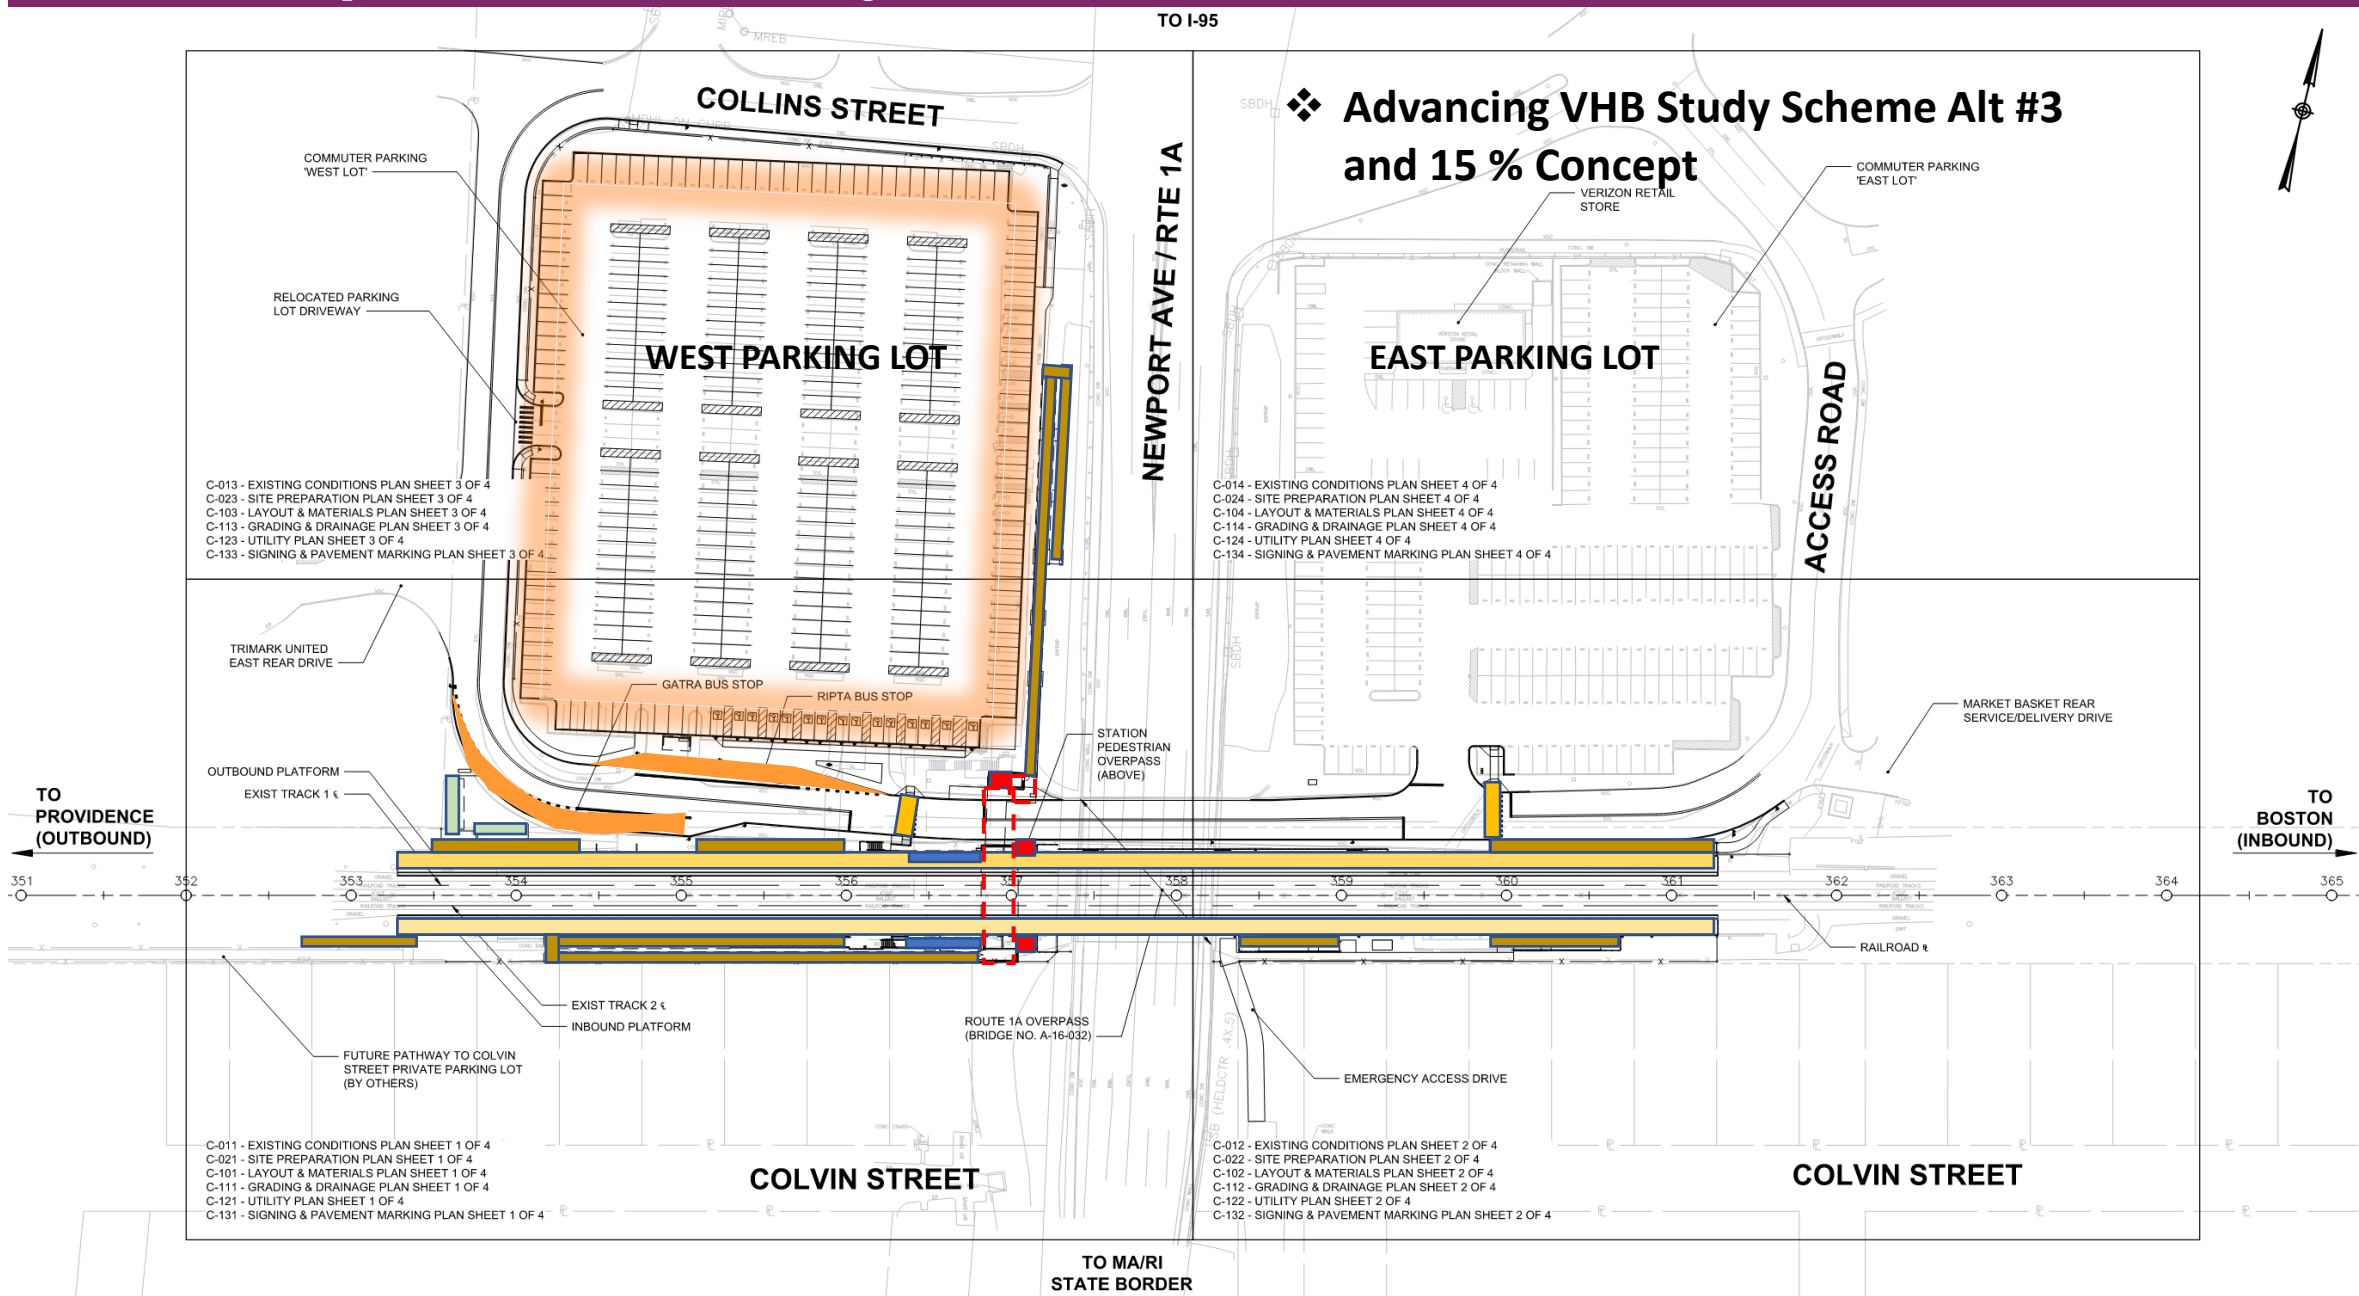 TO I-95
MREB
COLLINS STREET
❖ Advancing VHB Study Scheme Alt #3
and 15 % Concept
NEWPORT AVE / RTE 1A
COMMUTER PARKING
'WEST LOT'
COMMUTER PARKING
'EAST LOT'
VERIZON RETAIL
STORE
RELOCATED PARKING
LOT DRIVEWAY
WEST PARKING LOT
EAST PARKING LOT
ACCESS ROAD
C-013 - EXISTING CONDITIONS PLAN SHEET 3 OF 4
C-023 - SITE PREPARATION PLAN SHEET 3 OF 4
C-103 - LAYOUT & MATERIALS PLAN SHEET 3 OF 4
C-113 - GRADING & DRAINAGE PLAN SHEET 3 OF 4
C-123 - UTILITY PLAN SHEET 3 OF 4
C-133 - SIGNING & PAVEMENT MARKING PLAN SHEET 3 OF 4
C-014 - EXISTING CONDITIONS PLAN SHEET 4 OF 4
C-024 - SITE PREPARATION PLAN SHEET 4 OF 4
C-104 - LAYOUT & MATERIALS PLAN SHEET 4 OF 4
C-114 - GRADING & DRAINAGE PLAN SHEET 4 OF 4
C-124 - UTILITY PLAN SHEET 4 OF 4
C-134 - SIGNING & PAVEMENT MARKING PLAN SHEET 4 OF 4
TRIMARK UNITED
EAST REAR DRIVE
GATRA BUS STOP
RIPTA BUS STOP
STATION
PEDESTRIAN
OVERPASS
(ABOVE)
MARKET BASKET REAR
SERVICE/DELIVERY DRIVE
OUTBOUND PLATFORM
EXIST TRACK 1 ℄
TO
PROVIDENCE
(OUTBOUND)
TO
BOSTON
(INBOUND)
351 352 353 354 355 356 357 358 359 360 361 362 363 364 365
RAILROAD ℄
EXIST TRACK 2 ℄
INBOUND PLATFORM
ROUTE 1A OVERPASS
(BRIDGE NO. A-16-032)
FUTURE PATHWAY TO COLVIN
STREET PRIVATE PARKING LOT
(BY OTHERS)
EMERGENCY ACCESS DRIVE
C-011 - EXISTING CONDITIONS PLAN SHEET 1 OF 4
C-021 - SITE PREPARATION PLAN SHEET 1 OF 4
C-101 - LAYOUT & MATERIALS PLAN SHEET 1 OF 4
C-111 - GRADING & DRAINAGE PLAN SHEET 1 OF 4
C-121 - UTILITY PLAN SHEET 1 OF 4
C-131 - SIGNING & PAVEMENT MARKING PLAN SHEET 1 OF 4
COLVIN STREET
C-012 - EXISTING CONDITIONS PLAN SHEET 2 OF 4
C-022 - SITE PREPARATION PLAN SHEET 2 OF 4
C-102 - LAYOUT & MATERIALS PLAN SHEET 2 OF 4
C-112 - GRADING & DRAINAGE PLAN SHEET 2 OF 4
C-122 - UTILITY PLAN SHEET 2 OF 4
C-132 - SIGNING & PAVEMENT MARKING PLAN SHEET 2 OF 4
COLVIN STREET
TO MA/RI
STATE BORDER